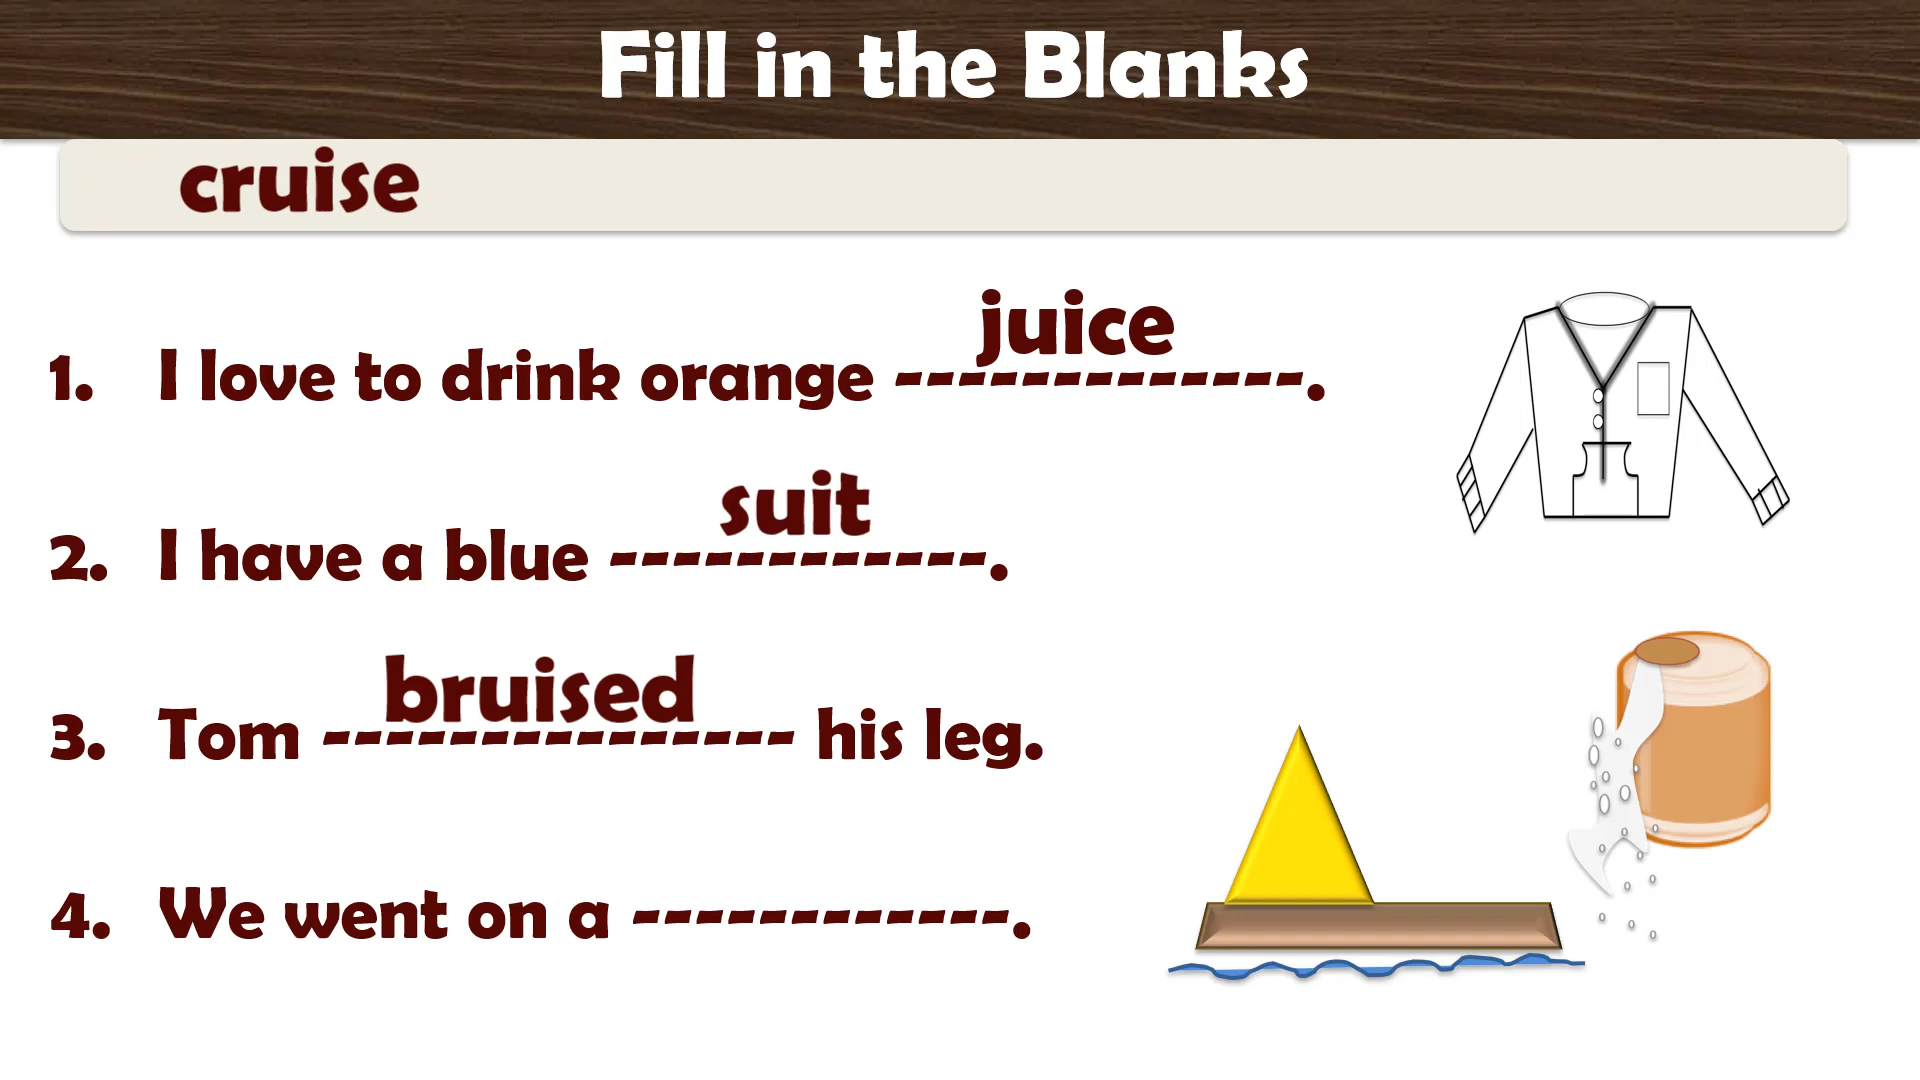 Fill in the Blanks
cruise
juice
1. I love to drink orange -------------.
suit
2. I have a blue ------------.
bruised
3. Tom --------------- his leg.
4. We went on a ------------.